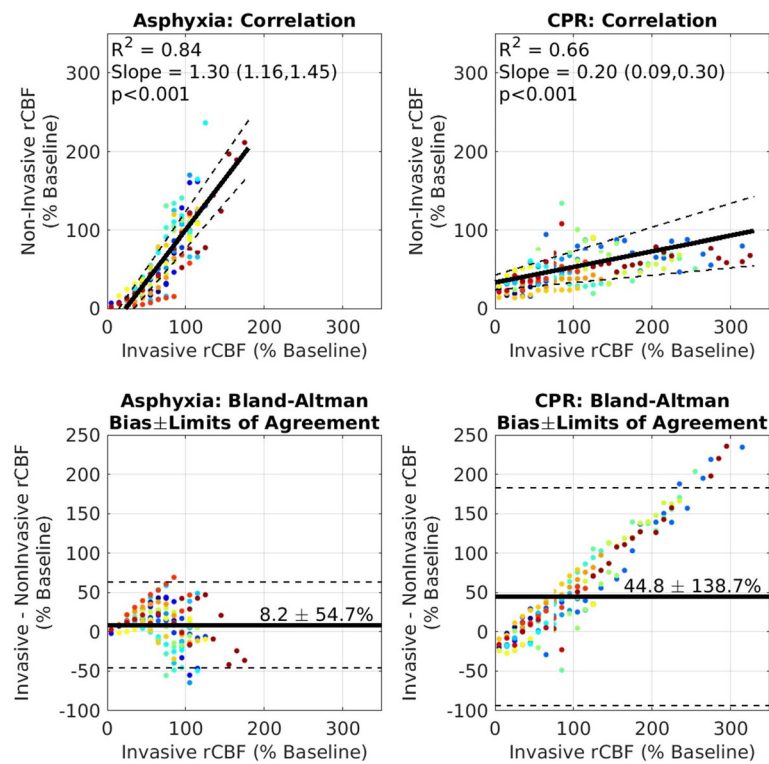 Asphyxia: Correlation
R² = 0.84
Slope = 1.30 (1.16,1.45)
p<0.001
Non-Invasive rCBF
(% Baseline)
300
200
100
0
0 100 200 300
Invasive rCBF (% Baseline)
CPR: Correlation
R² = 0.66
Slope = 0.20 (0.09,0.30)
p<0.001
Non-Invasive rCBF
(% Baseline)
300
200
100
0
0 100 200 300
Invasive rCBF (% Baseline)
Asphyxia: Bland-Altman
Bias±Limits of Agreement
Invasive - NonInvasive rCBF
(% Baseline)
250
200
150
100
50
0
-50
-100
8.2 ± 54.7%
0 100 200 300
Invasive rCBF (% Baseline)
CPR: Bland-Altman
Bias±Limits of Agreement
Invasive - NonInvasive rCBF
(% Baseline)
250
200
150
100
50
0
-50
-100
44.8 ± 138.7%
0 100 200 300
Invasive rCBF (% Baseline)